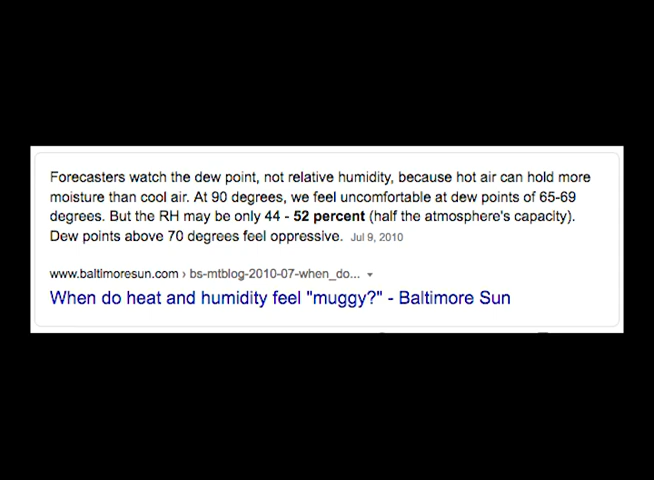 Forecasters watch the dew point, not relative humidity, because hot air can hold more
moisture than cool air. At 90 degrees, we feel uncomfortable at dew points of 65-69
degrees. But the RH may be only 44 - 52 percent (half the atmosphere's capacity).
Dew points above 70 degrees feel oppressive. Jul 9, 2010
www.baltimoresun.com › bs-mtblog-2010-07-when_do...
When do heat and humidity feel "muggy?" - Baltimore Sun